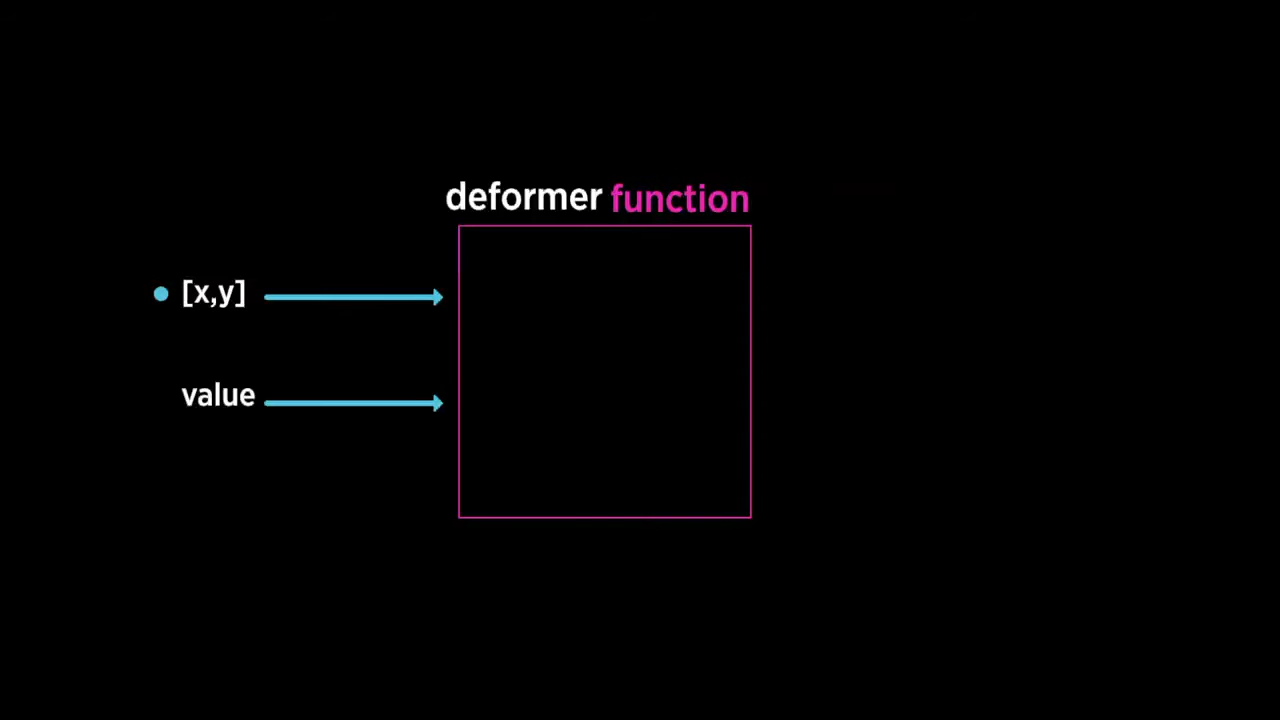 deformer function
[x,y]
value